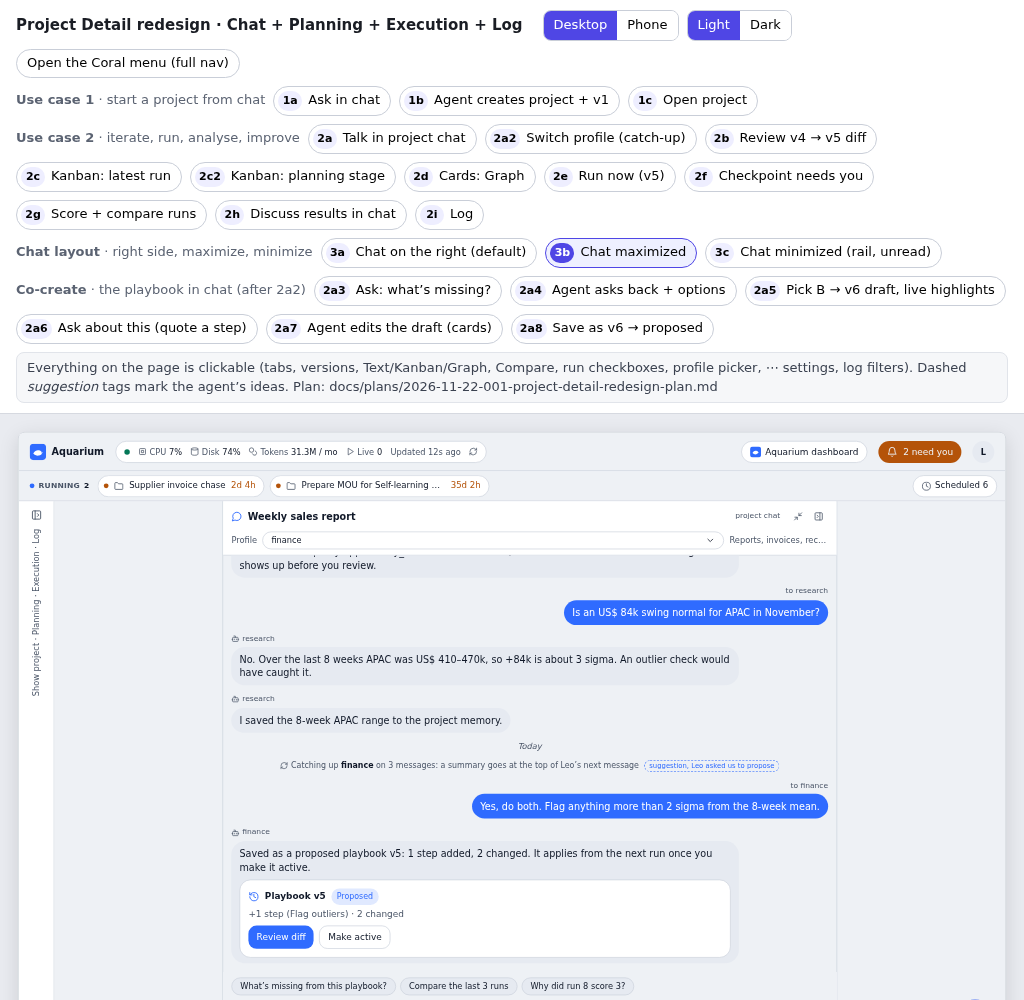 Project Detail redesign · Chat + Planning + Execution + Log
Desktop Phone Light Dark
Open the Coral menu (full nav)
Use case 1 · start a project from chat 1a Ask in chat 1b Agent creates project + v1 1c Open project
Use case 2 · iterate, run, analyse, improve 2a Talk in project chat 2a2 Switch profile (catch-up) 2b Review v4 → v5 diff
2c Kanban: latest run 2c2 Kanban: planning stage 2d Cards: Graph 2e Run now (v5) 2f Checkpoint needs you
2g Score + compare runs 2h Discuss results in chat 2i Log
Chat layout · right side, maximize, minimize 3a Chat on the right (default) 3b Chat maximized 3c Chat minimized (rail, unread)
Co-create · the playbook in chat (after 2a2) 2a3 Ask: what’s missing? 2a4 Agent asks back + options 2a5 Pick B → v6 draft, live highlights
2a6 Ask about this (quote a step) 2a7 Agent edits the draft (cards) 2a8 Save as v6 → proposed
Everything on the page is clickable (tabs, versions, Text/Kanban/Graph, Compare, run checkboxes, profile picker, ··· settings, log filters). Dashed
suggestion tags mark the agent’s ideas. Plan: docs/plans/2026-11-22-001-project-detail-redesign-plan.md
Aquarium CPU 7% Disk 74% Tokens 31.3M / mo Live 0 Updated 12s ago Aquarium dashboard 2 need you L
RUNNING 2 Supplier invoice chase 2d 4h Prepare MOU for Self-learning ... 35d 2h Scheduled 6
Show project · Planning · Execution · Log
Weekly sales report project chat
Profile finance Reports, invoices, rec...
shows up before you review.
to research
Is an US$ 84k swing normal for APAC in November?
research
No. Over the last 8 weeks APAC was US$ 410–470k, so +84k is about 3 sigma. An outlier check would
have caught it.
research
I saved the 8-week APAC range to the project memory.
Today
Catching up finance on 3 messages: a summary goes at the top of Leo’s next message suggestion, Leo asked us to propose
to finance
Yes, do both. Flag anything more than 2 sigma from the 8-week mean.
finance
Saved as a proposed playbook v5: 1 step added, 2 changed. It applies from the next run once you
make it active.
Playbook v5 Proposed
+1 step (Flag outliers) · 2 changed
Review diff Make active
What’s missing from this playbook? Compare the last 3 runs Why did run 8 score 3?